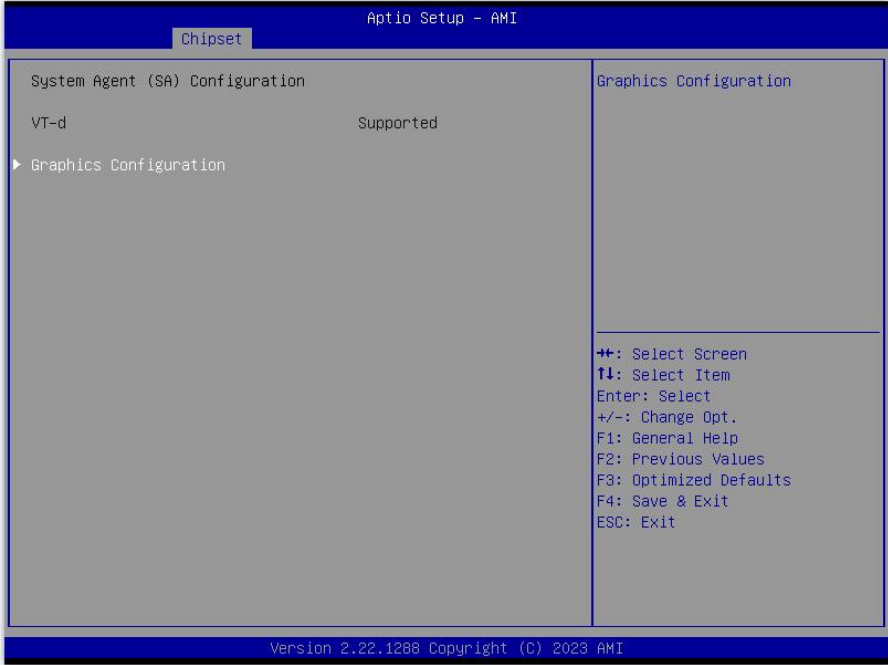 Aptio Setup – AMI
Chipset
System Agent (SA) Configuration
VT-d Supported
▶ Graphics Configuration
Graphics Configuration
→←: Select Screen
↑↓: Select Item
Enter: Select
+/-: Change Opt.
F1: General Help
F2: Previous Values
F3: Optimized Defaults
F4: Save & Exit
ESC: Exit
Version 2.22.1288 Copyright (C) 2023 AMI